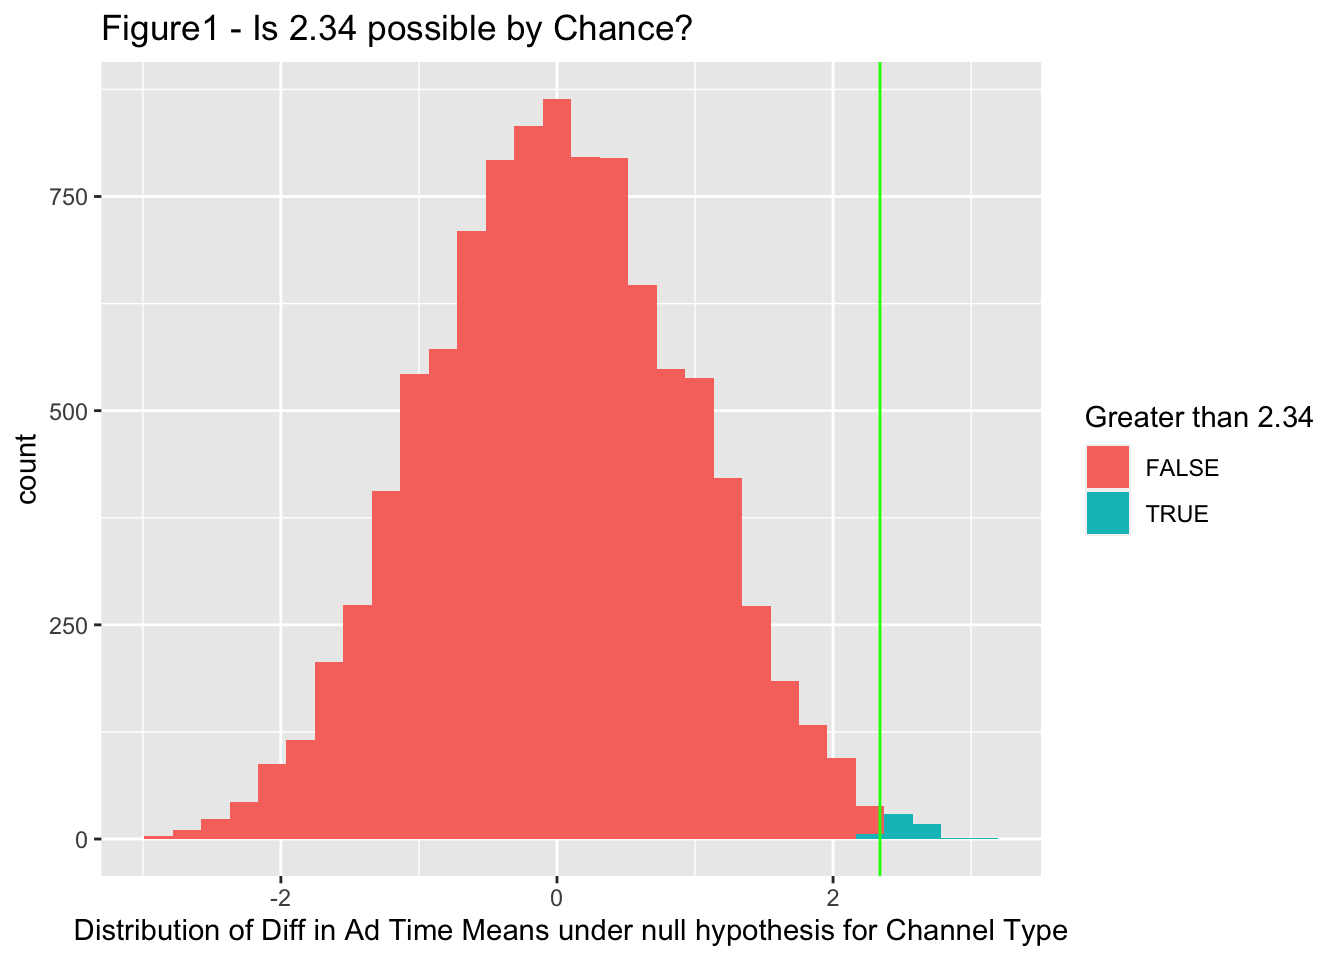 Figure1 - Is 2.34 possible by Chance?
750
500
250
0
count
-2
0
2
Distribution of Diff in Ad Time Means under null hypothesis for Channel Type
Greater than 2.34
FALSE
TRUE